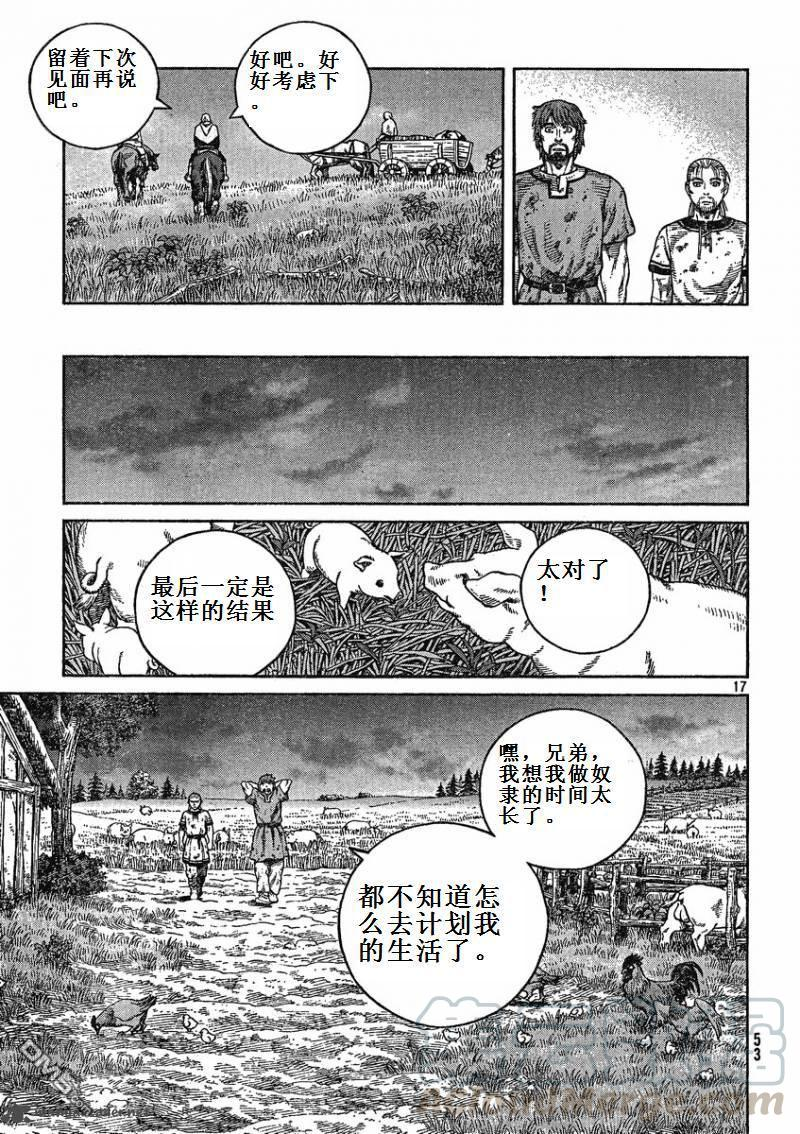 好吧。好
好考虑下
。
留着下次
见面再说
吧。
太对了
！
最后一定是
这样的结果
17
嘿，兄弟，
我想我做奴
隶的时间太
长了。
都不知道怎
么去计划我
的生活了。
53